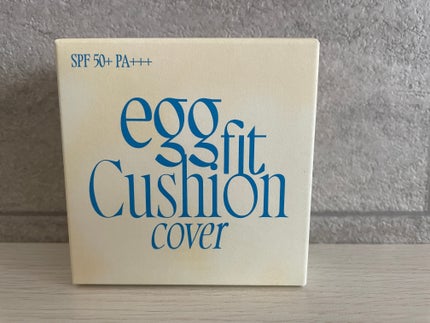 SPF 50+ PA+++
egg
fit
Cushion
cover